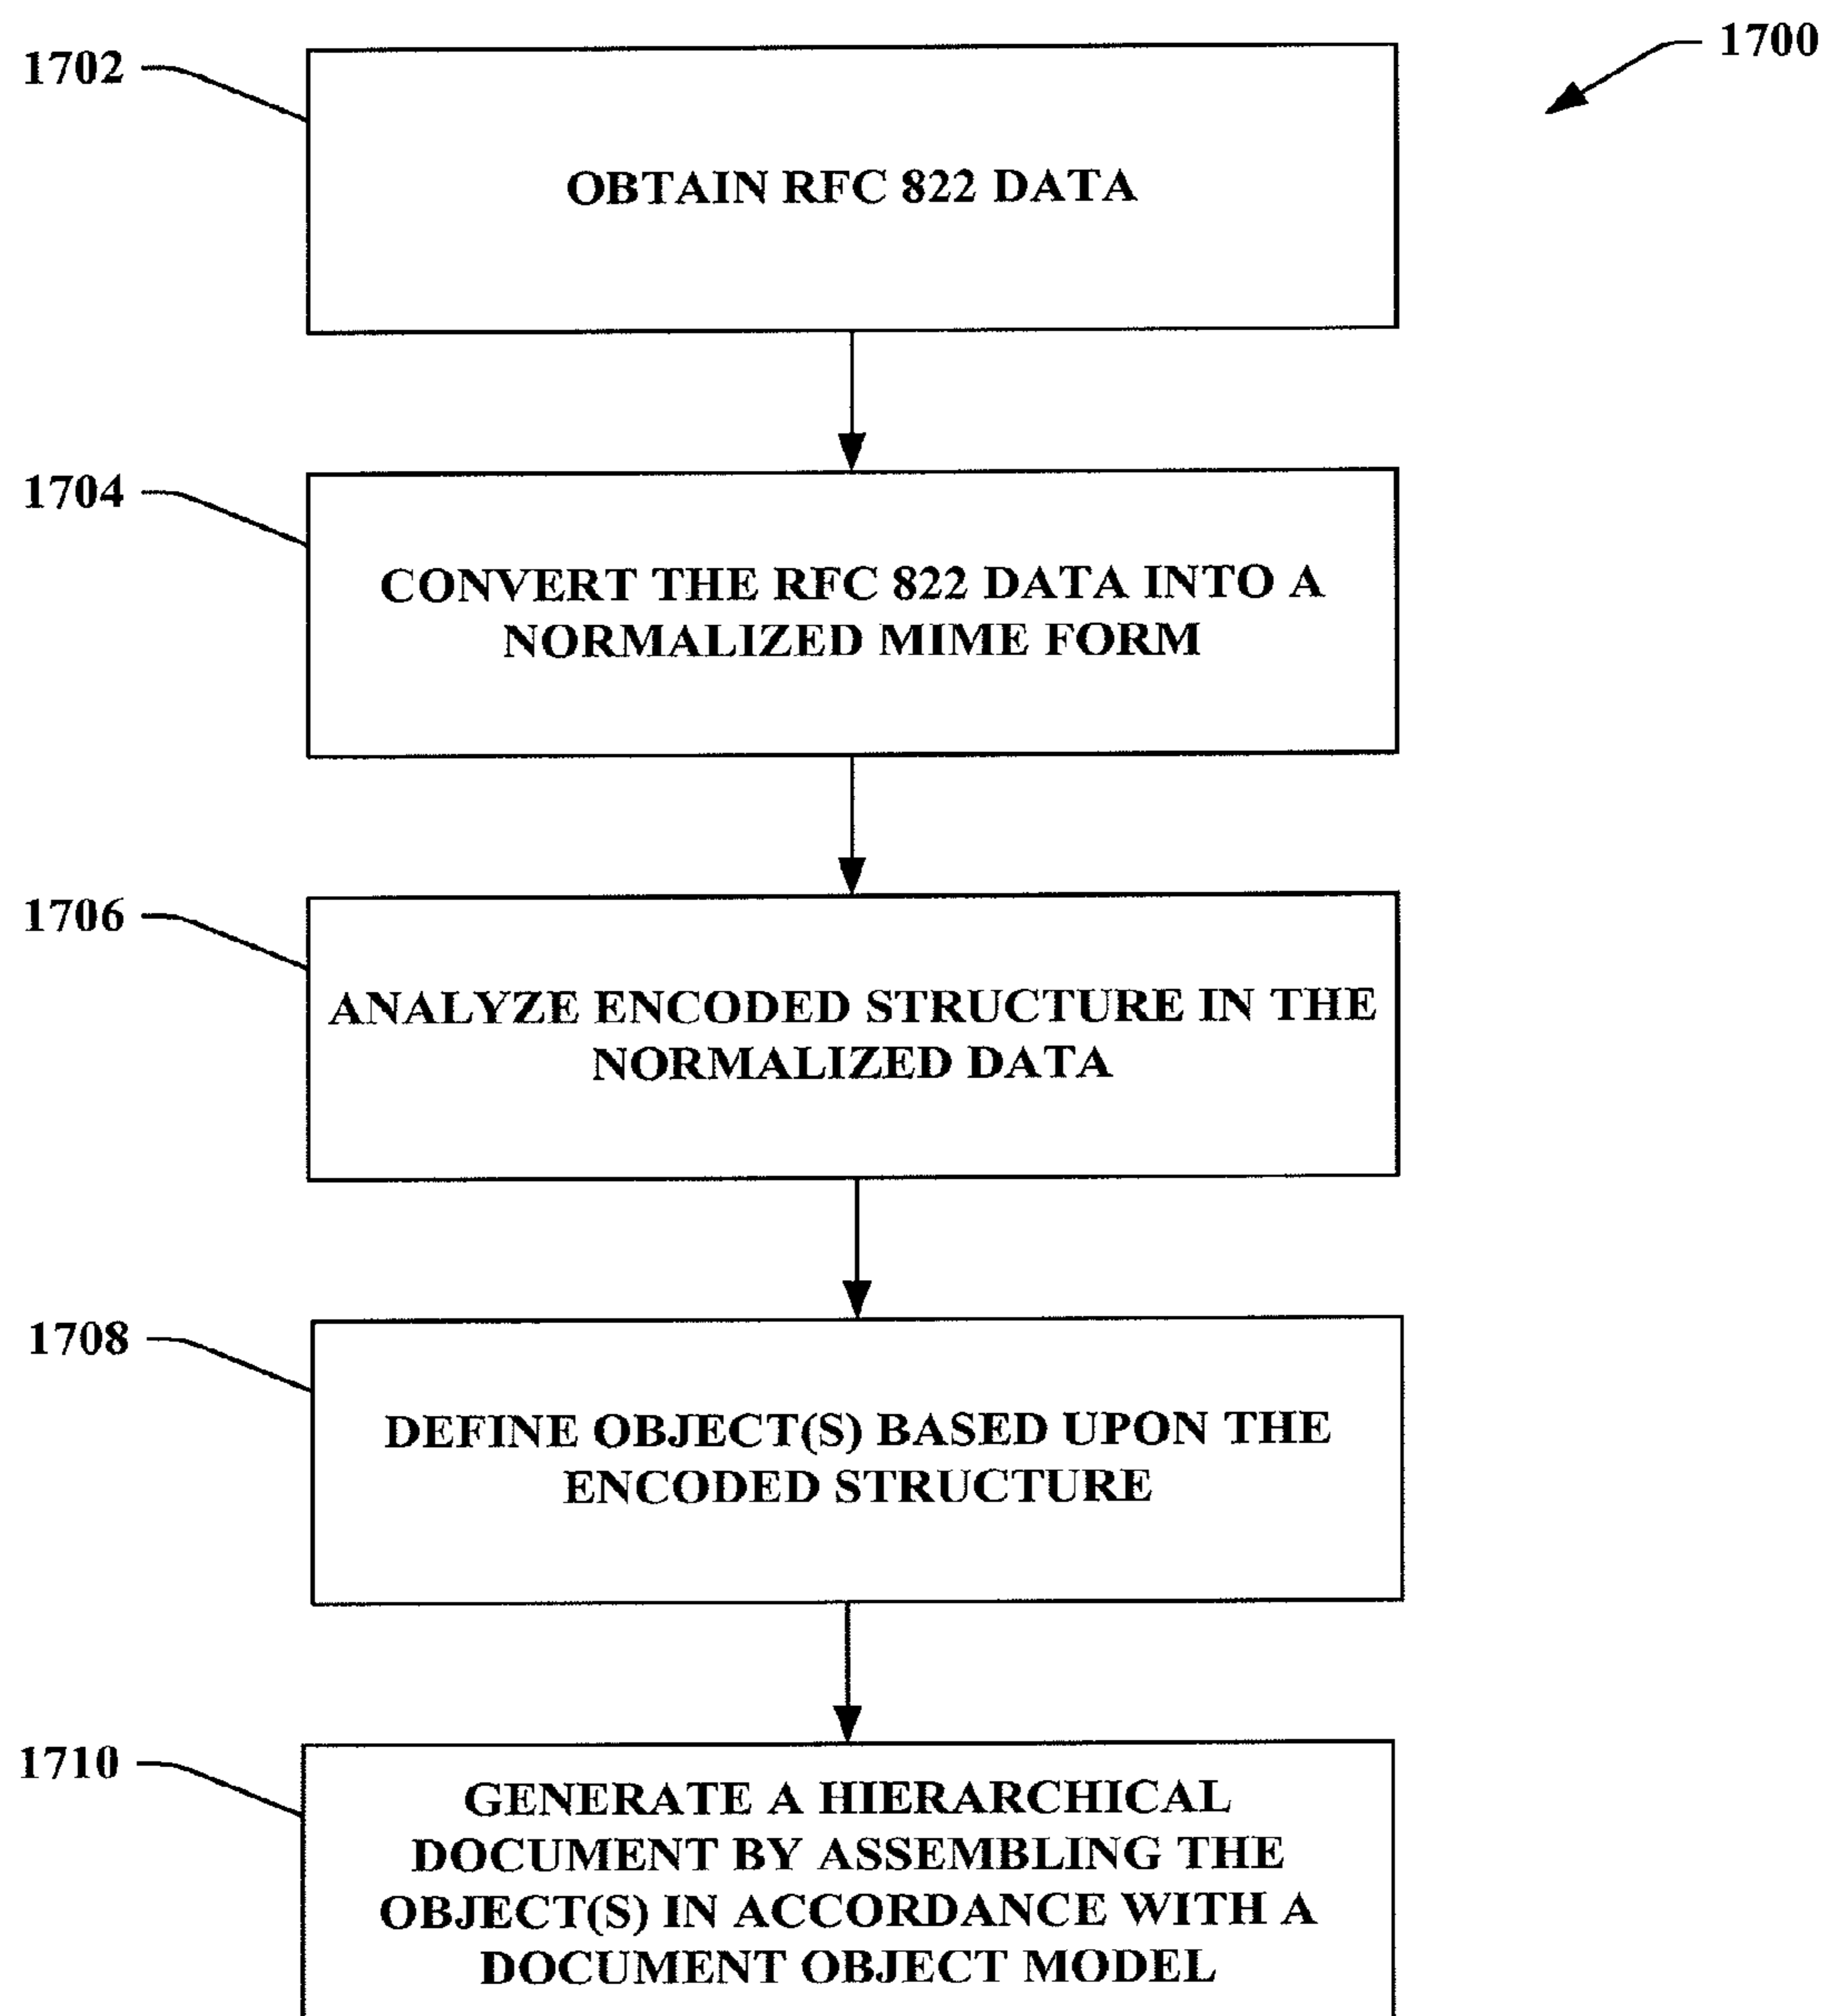 1700
1702
OBTAIN RFC 822 DATA
1704
CONVERT THE RFC 822 DATA INTO A
NORMALIZED MIME FORM
1706
ANALYZE ENCODED STRUCTURE IN THE
NORMALIZED DATA
1708
DEFINE OBJECT(S) BASED UPON THE
ENCODED STRUCTURE
1710
GENERATE A HIERARCHICAL
DOCUMENT BY ASSEMBLING THE
OBJECT(S) IN ACCORDANCE WITH A
DOCUMENT OBJECT MODEL